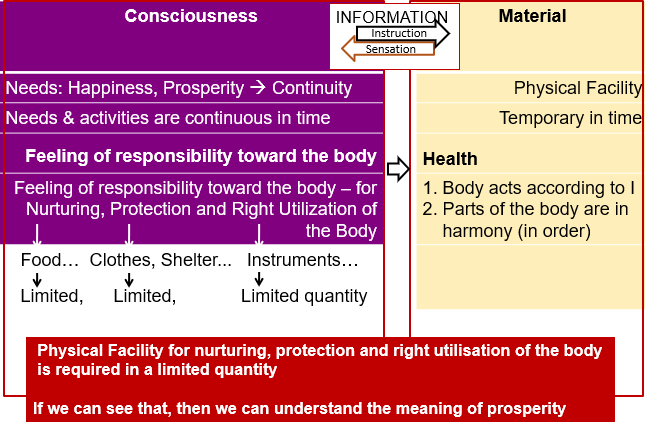 Consciousness
INFORMATION
Instruction
Sensation
Material
Needs: Happiness, Prosperity → Continuity
Physical Facility
Needs & activities are continuous in time
Temporary in time
Feeling of responsibility toward the body
Health
Feeling of responsibility toward the body – for
Nurturing, Protection and Right Utilization of
the Body
1. Body acts according to I
2. Parts of the body are in
harmony (in order)
Food… Clothes, Shelter... Instruments…
Limited, Limited, Limited quantity
Physical Facility for nurturing, protection and right utilisation of the body
is required in a limited quantity
If we can see that, then we can understand the meaning of prosperity